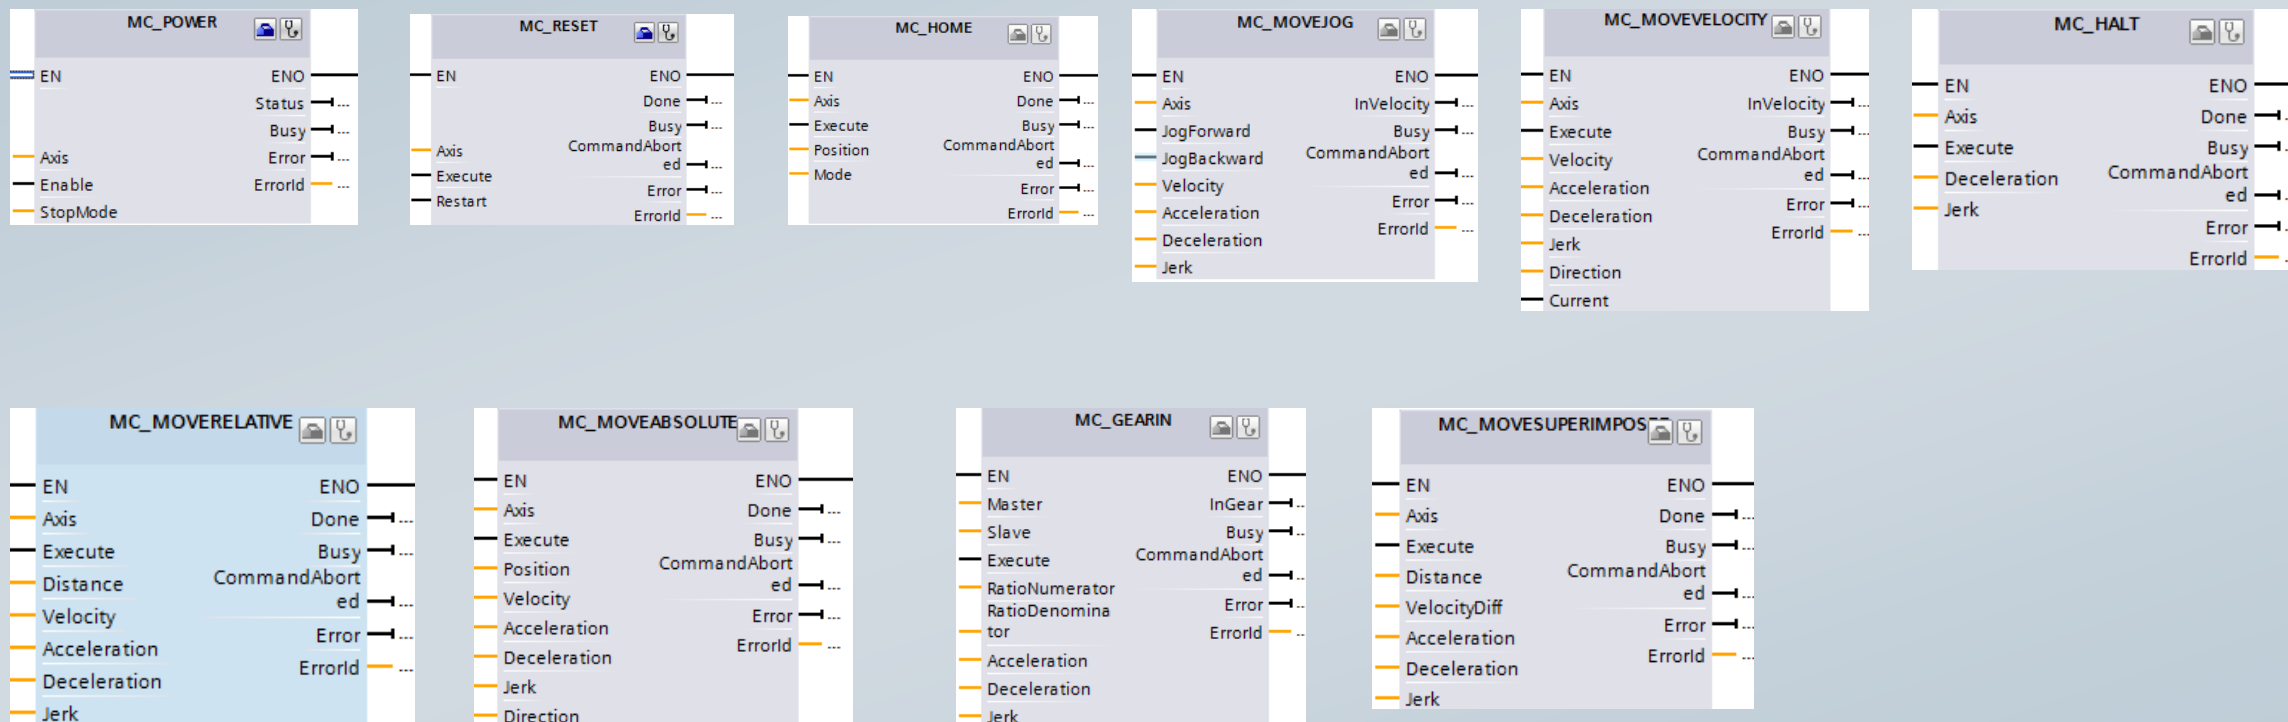 MC_POWER
EN
ENO
Status
Busy
Axis
Error
Enable
ErrorId
StopMode
MC_RESET
EN
ENO
Done
Busy
CommandAbort
ed
Axis
Execute
Error
Restart
ErrorId
MC_HOME
EN
ENO
Axis
Done
Execute
Busy
Position
CommandAbort
ed
Mode
Error
ErrorId
MC_MOVEJOG
EN
ENO
Axis
InVelocity
JogForward
Busy
JogBackward
CommandAbort
ed
Velocity
Error
Acceleration
ErrorId
Deceleration
Jerk
MC_MOVEVELOCITY
EN
ENO
Axis
InVelocity
Execute
Busy
Velocity
CommandAbort
ed
Acceleration
Error
Deceleration
ErrorId
Jerk
Direction
Current
MC_HALT
EN
ENO
Axis
Done
Execute
Busy
Deceleration
CommandAbort
ed
Jerk
Error
ErrorId
MC_MOVERELATIVE
EN
ENO
Axis
Done
Execute
Busy
Distance
CommandAbort
ed
Velocity
Error
Acceleration
ErrorId
Deceleration
Jerk
MC_MOVEABSOLUTE
EN
ENO
Axis
Done
Execute
Busy
Position
CommandAbort
ed
Velocity
Error
Acceleration
ErrorId
Deceleration
Jerk
Direction
MC_GEARIN
EN
ENO
Master
InGear
Slave
Busy
Execute
CommandAbort
ed
RatioNumerator
Error
RatioDenomina
tor
ErrorId
Acceleration
Deceleration
Jerk
MC_MOVESUPERIMPOS
EN
ENO
Axis
Done
Execute
Busy
Distance
CommandAbort
ed
VelocityDiff
Error
Acceleration
ErrorId
Deceleration
Jerk